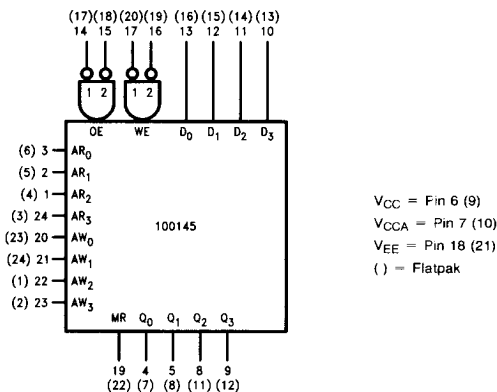 (17)(18) (20)(19) (16) (15) (14) (13)
14 15 17 16 13 12 11 10
1 2 1 2
OE WE D0 D1 D2 D3
(6) 3 AR0
(5) 2 AR1
(4) 1 AR2
(3) 24 AR3
100145
(23) 20 AW0
(24) 21 AW1
(1) 22 AW2
(2) 23 AW3
MR Q0 Q1 Q2 Q3
19 4 5 8 9
(22) (7) (8) (11) (12)
VCC = Pin 6 (9)
VCCA = Pin 7 (10)
VEE = Pin 18 (21)
( ) = Flatpak